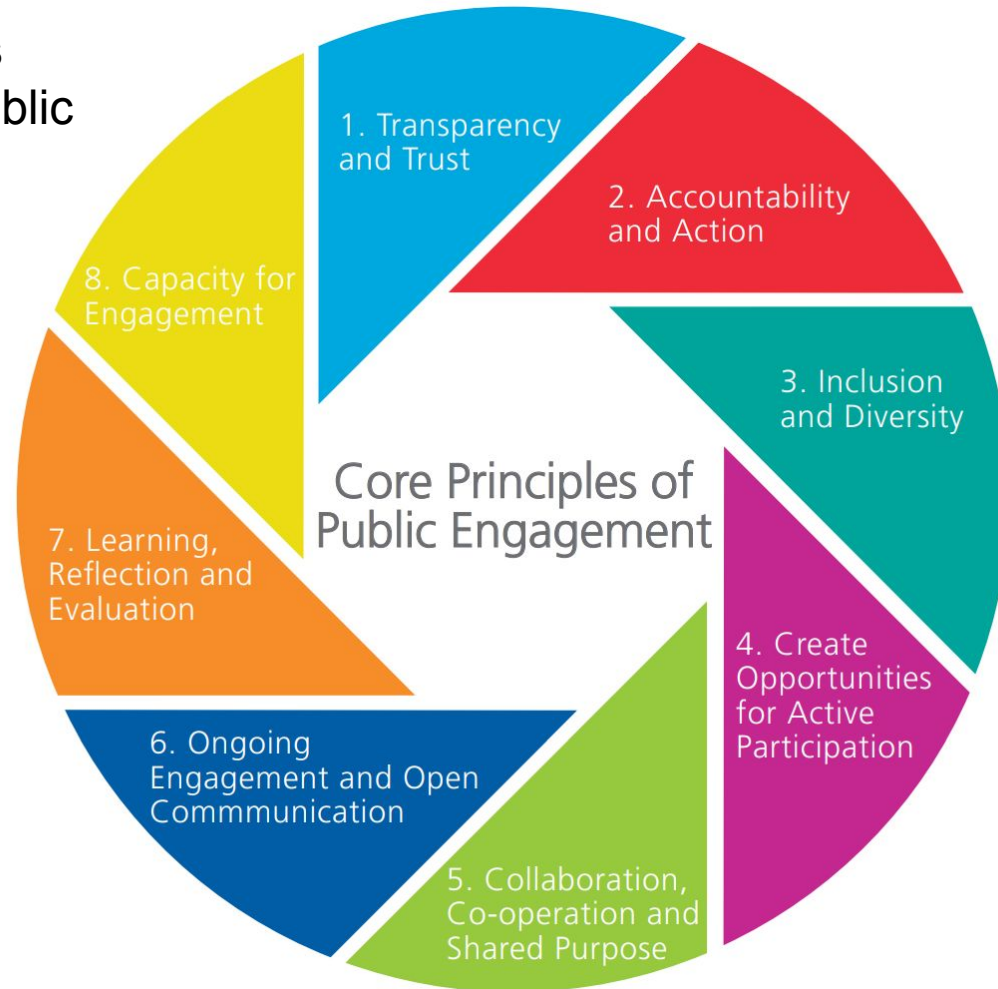 blic
1. Transparency
and Trust
2. Accountability
and Action
3. Inclusion
and Diversity
4. Create
Opportunities
for Active
Participation
5. Collaboration,
Co-operation and
Shared Purpose
6. Ongoing
Engagement and Open
Commmunication
7. Learning,
Reflection and
Evaluation
8. Capacity for
Engagement
Core Principles of
Public Engagement